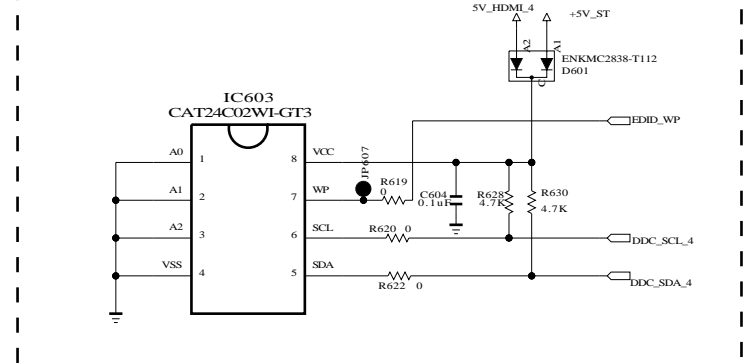 5V_HDMI_4
+5V_ST
A2
A1
ENKMC2838-T112
D601
C
IC603
CAT24C02WI-GT3
EDID_WP
A0
1
8
VCC
JP607
A1
2
7
WP
R619
0
C604
0.1uF
R628
4.7K
R630
4.7K
A2
3
6
SCL
R620 0
DDC_SCL_4
VSS
4
5
SDA
R622 0
DDC_SDA_4